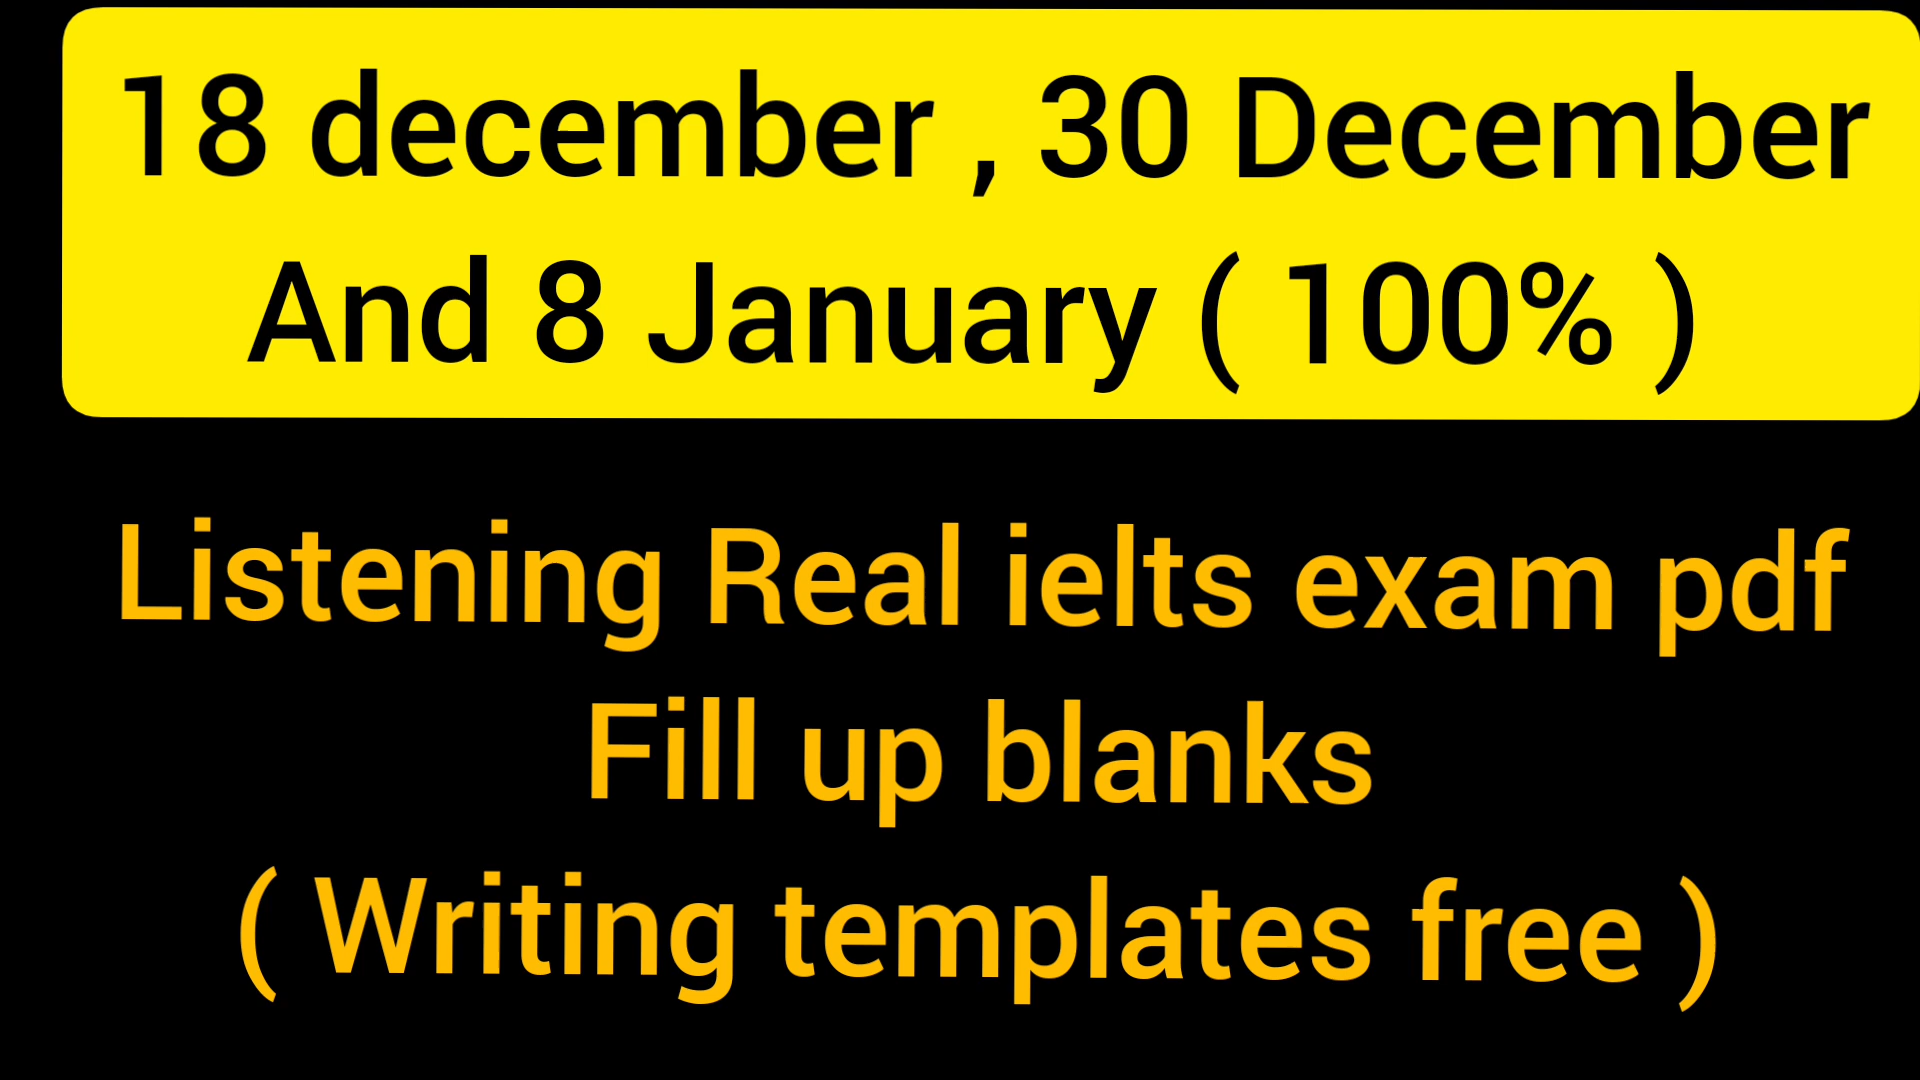 18 december , 30 December
And 8 January ( 100% )
Listening Real ielts exam pdf
Fill up blanks
( Writing templates free )